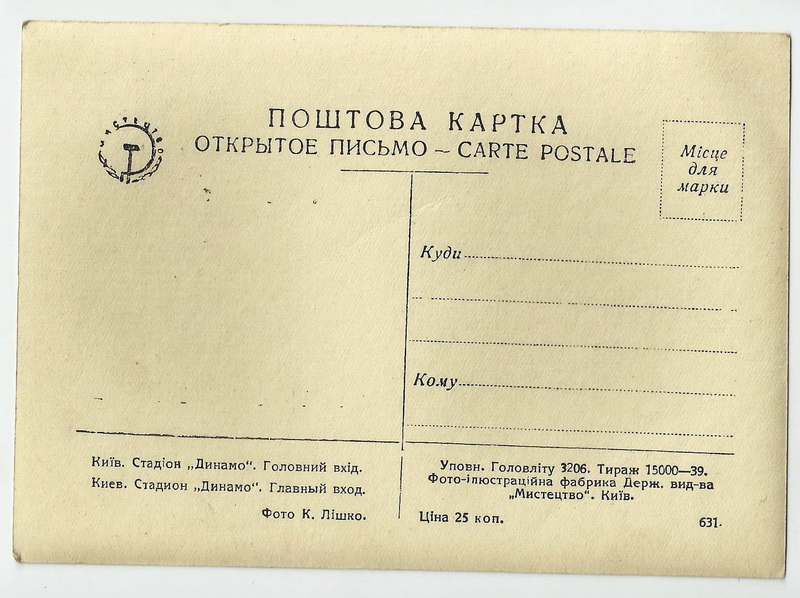 мистецтво
ПОШТОВА КАРТКА
ОТКРЫТОЕ ПИСЬМО – CARTE POSTALE
Місце
для
марки
Куди
Кому
Київ. Стадіон „Динамо“. Головний вхід.
Киев. Стадион „Динамо“. Главный вход.
Фото К. Лішко.
Уповн. Головліту 3206. Тираж 15000—39.
Фото-ілюстраційна фабрика Держ. вид-ва
„Мистецтво“. Київ.
Ціна 25 коп.
631.